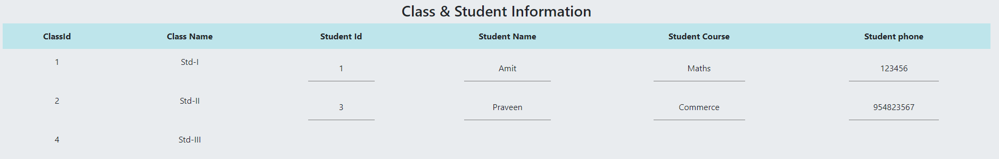 Class & Student Information
ClassId Class Name Student Id Student Name Student Course Student phone
1 Std-I 1 Amit Maths 123456
2 Std-II 3 Praveen Commerce 954823567
4 Std-III